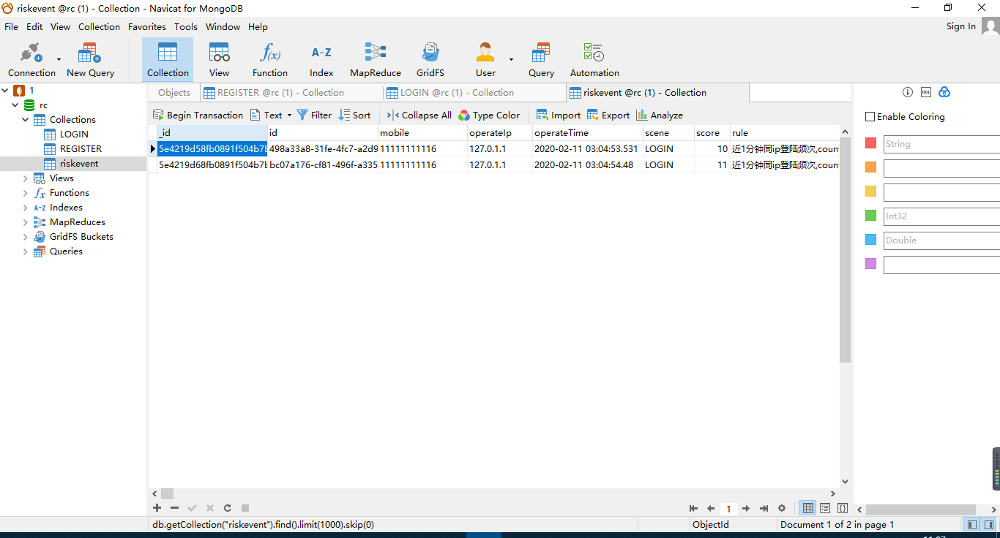 riskevent @rc (1) - Collection - Navicat for MongoDB
File Edit View Collection Favorites Tools Window Help Sign In
Connection New Query Collection View Function Index MapReduce GridFS User Query Automation
1
rc
Collections
LOGIN
REGISTER
riskevent
Views
Functions
Indexes
MapReduces
GridFS Buckets
Queries
Objects REGISTER @rc (1) - Collection LOGIN @rc (1) - Collection riskevent @rc (1) - Collection
Begin Transaction Text Filter Sort Collapse All Type Color Import Export Analyze
_id id mobile operateIp operateTime scene score rule
5e4219d58fb0891f504b7b 498a33a8-31fe-4fc7-a2d9 11111111116 127.0.1.1 2020-02-11 03:04:53.531 LOGIN 10 近1分钟同ip登陆频次,coun
5e4219d68fb0891f504b7b bc07a176-cf81-496f-a335 11111111116 127.0.1.1 2020-02-11 03:04:54.48 LOGIN 11 近1分钟同ip登陆频次,coun
DDL
Enable Coloring
String
Int32
Double
1
db.getCollection("riskevent").find().limit(1000).skip(0) ObjectId Document 1 of 2 in page 1